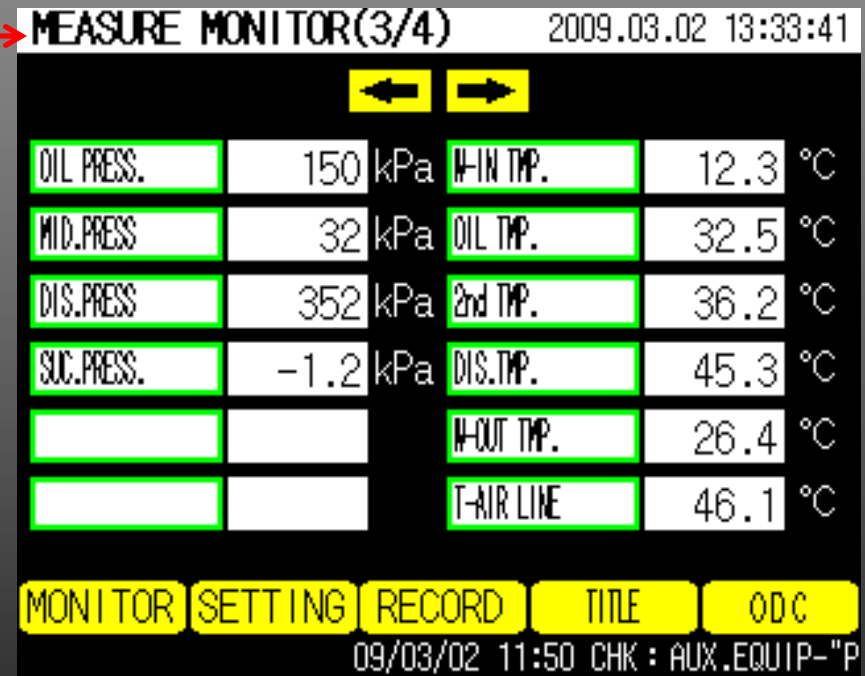 MEASURE MONITOR(3/4) 2009.03.02 13:33:41
OIL PRESS. 150 kPa W-IN TMP. 12.3 °C
MID.PRESS 32 kPa OIL TMP. 32.5 °C
DIS.PRESS 352 kPa 2nd TMP. 36.2 °C
SUC.PRESS. -1.2 kPa DIS.TMP. 45.3 °C
W-OUT TMP. 26.4 °C
T-AIR LINE 46.1 °C
MONITOR SETTING RECORD TITLE ODC
09/03/02 11:50 CHK: AUX.EQUIP-"P